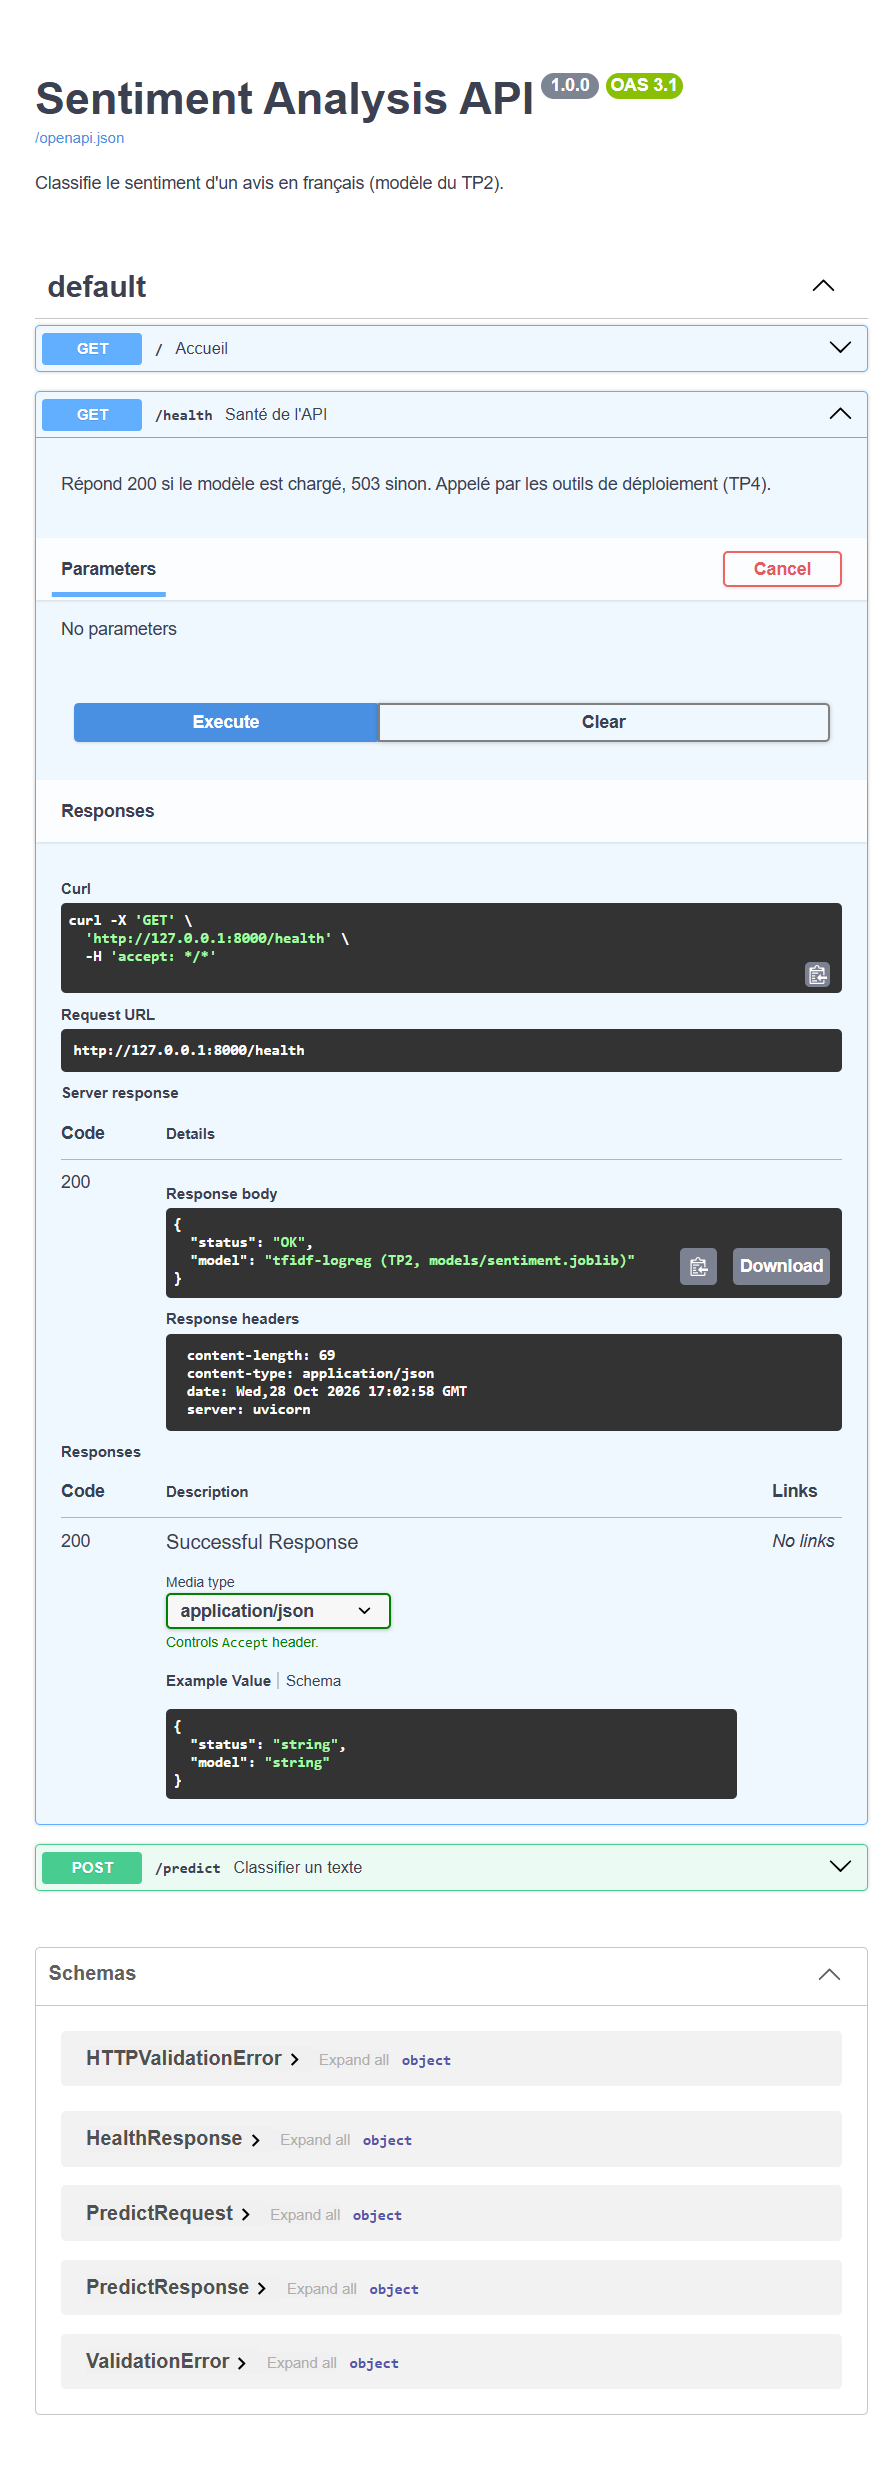 Sentiment Analysis API 1.0.0 OAS 3.1
/openapi.json
Classifie le sentiment d'un avis en français (modèle du TP2).
default
GET / Accueil
GET /health Santé de l'API
Répond 200 si le modèle est chargé, 503 sinon. Appelé par les outils de déploiement (TP4).
Parameters Cancel
No parameters
Execute Clear
Responses
Curl
curl -X 'GET' \
'http://127.0.0.1:8000/health' \
-H 'accept: */*'
Request URL
http://127.0.0.1:8000/health
Server response
Code Details
200
Response body
{
"status": "OK",
"model": "tfidf-logreg (TP2, models/sentiment.joblib)"
}
Download
Response headers
content-length: 69
content-type: application/json
date: Wed,28 Oct 2026 17:02:58 GMT
server: uvicorn
Responses
Code Description Links
200 Successful Response No links
Media type
application/json
Controls Accept header.
Example Value Schema
{
"status": "string",
"model": "string"
}
POST /predict Classifier un texte
Schemas
HTTPValidationError Expand all object
HealthResponse Expand all object
PredictRequest Expand all object
PredictResponse Expand all object
ValidationError Expand all object